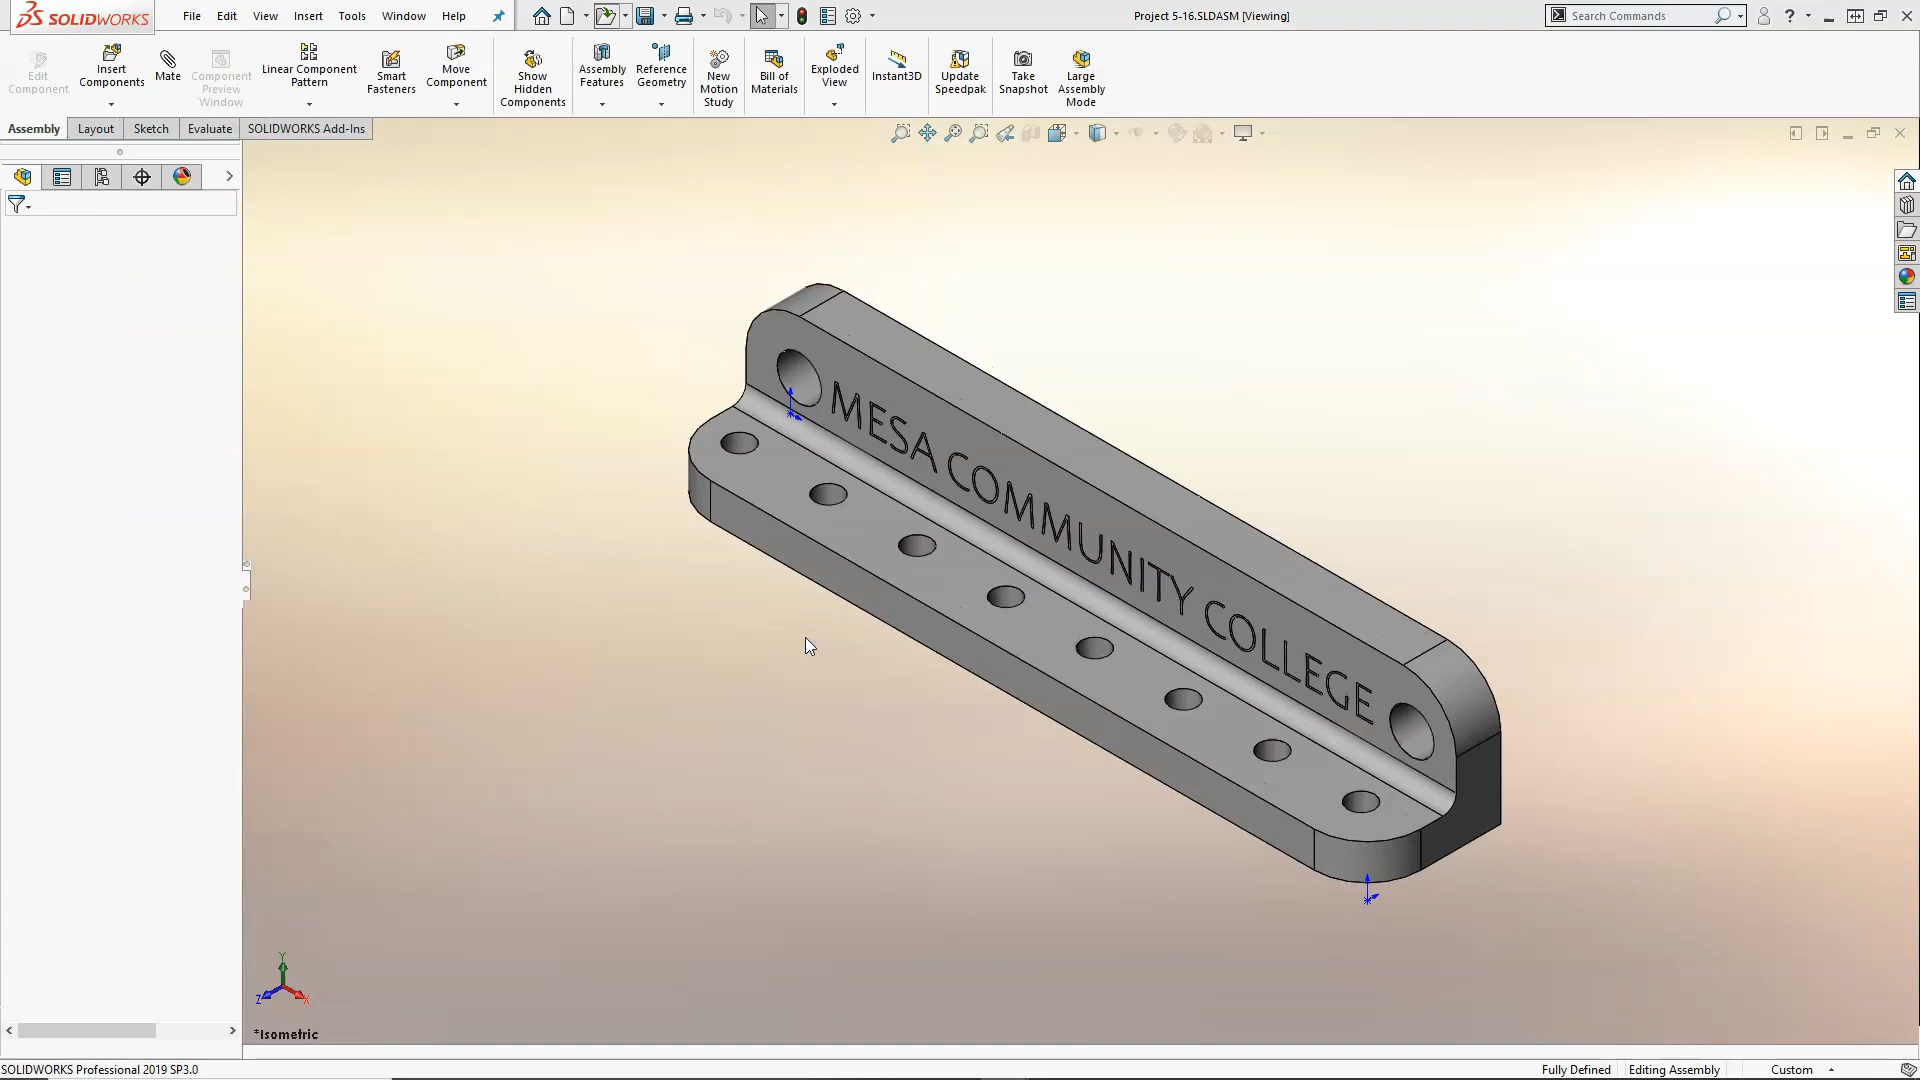 SOLIDWORKS File Edit View Insert Tools Window Help Project 5-16.SLDASM [Viewing] Search Commands ?
Edit Component
Insert Components
Mate
Component Preview Window
Linear Component Pattern
Smart Fasteners
Move Component
Show Hidden Components
Assembly Features
Reference Geometry
New Motion Study
Bill of Materials
Exploded View
Instant3D
Update Speedpak
Take Snapshot
Large Assembly Mode
Assembly Layout Sketch Evaluate SOLIDWORKS Add-Ins
MESA COMMUNITY COLLEGE
Y
Z X
*Isometric
SOLIDWORKS Professional 2019 SP3.0 Fully Defined Editing Assembly Custom